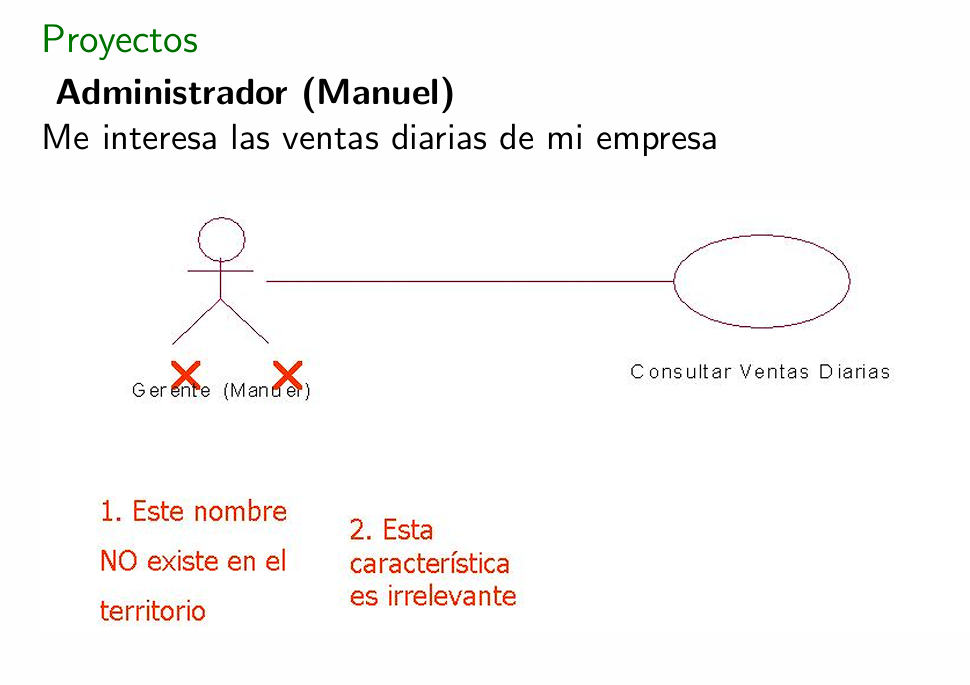 Proyectos
Administrador (Manuel)
Me interesa las ventas diarias de mi empresa
Consultar Ventas Diarias
Gerente (Manuel)
1. Este nombre
NO existe en el
territorio
2. Esta
característica
es irrelevante